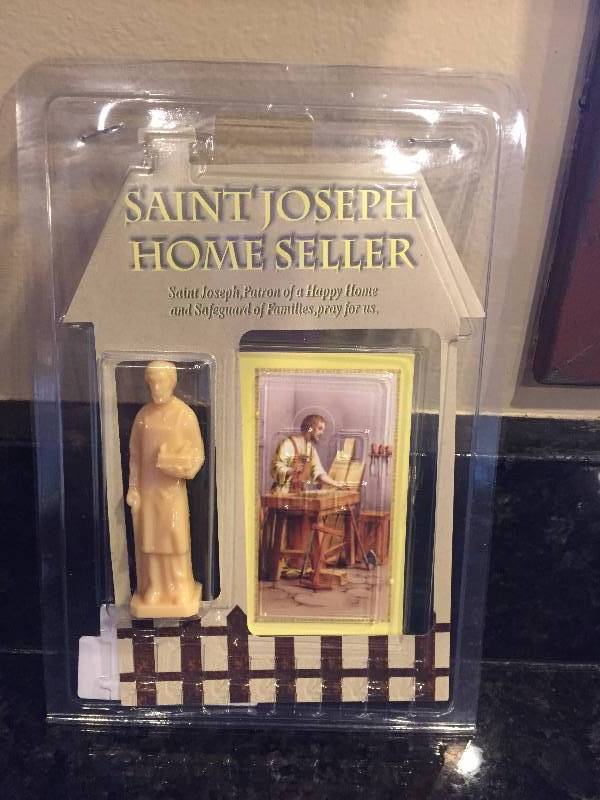 SAINT JOSEPH
HOME SELLER
Saint Joseph,Patron of a Happy Home
and Safeguard of Families,pray for us.